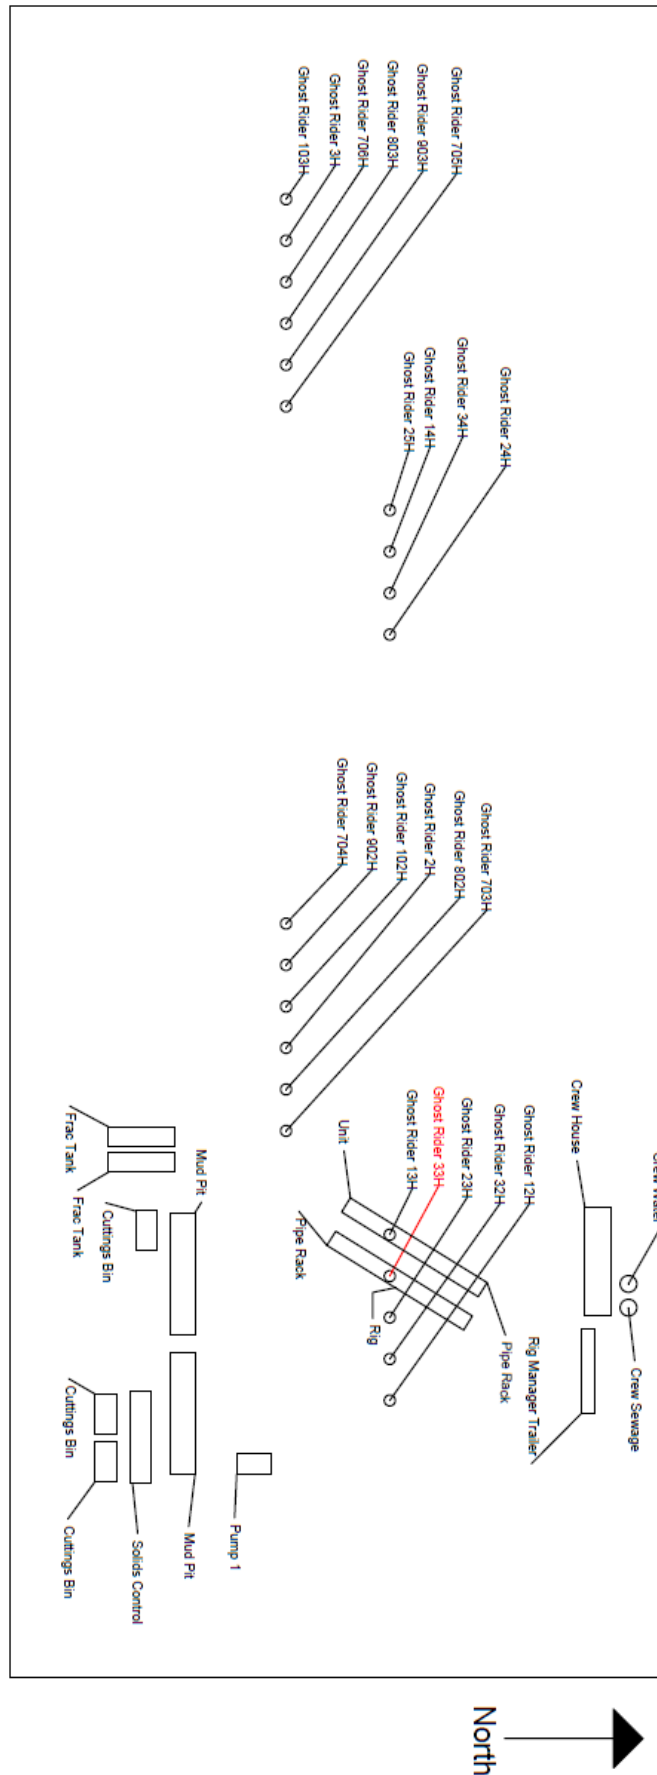 Ghost Rider 705H
Ghost Rider 903H
Ghost Rider 803H
Ghost Rider 706H
Ghost Rider 3H
Ghost Rider 103H
Ghost Rider 24H
Ghost Rider 34H
Ghost Rider 14H
Ghost Rider 25H
Ghost Rider 703H
Ghost Rider 802H
Ghost Rider 2H
Ghost Rider 102H
Ghost Rider 902H
Ghost Rider 704H
Crew Water
Crew House
Ghost Rider 12H
Ghost Rider 32H
Ghost Rider 23H
Ghost Rider 33H
Ghost Rider 13H
Unit
Mud Pit
Frac Tank
Frac Tank
Cuttings Bin
Pipe Rack
Rig
Pipe Rack
Rig Manager Trailer
Crew Sewage
Pump 1
Mud Pit
Solids Control
Cuttings Bin
Cuttings Bin
North